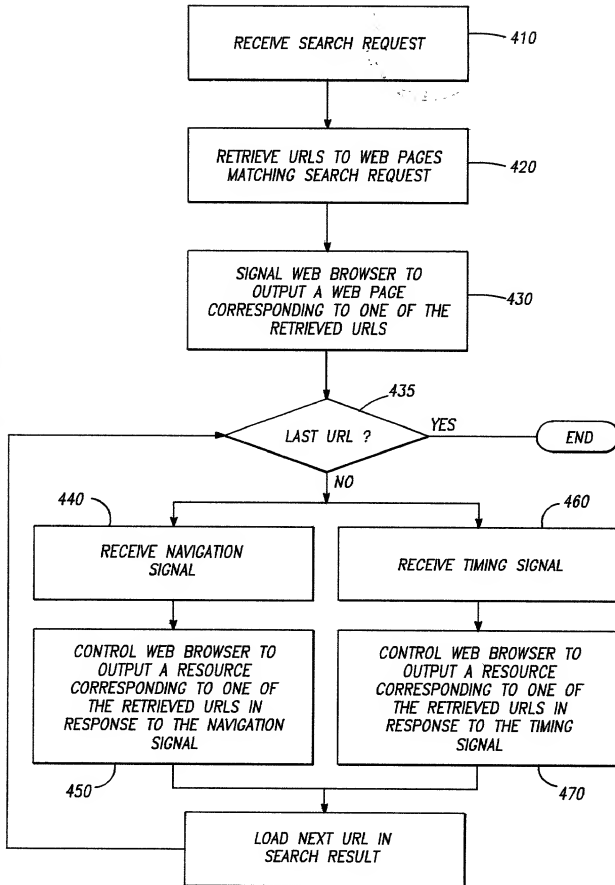 RECEIVE SEARCH REQUEST
410
RETRIEVE URLS TO WEB PAGES
MATCHING SEARCH REQUEST
420
SIGNAL WEB BROWSER TO
OUTPUT A WEB PAGE
CORRESPONDING TO ONE OF THE
RETRIEVED URLS
430
435
LAST URL ?
YES
END
NO
440
RECEIVE NAVIGATION
SIGNAL
460
RECEIVE TIMING SIGNAL
CONTROL WEB BROWSER TO
OUTPUT A RESOURCE
CORRESPONDING TO ONE OF
THE RETRIEVED URLS IN
RESPONSE TO THE NAVIGATION
SIGNAL
450
CONTROL WEB BROWSER TO
OUTPUT A RESOURCE
CORRESPONDING TO ONE OF
THE RETRIEVED URLS IN
RESPONSE TO THE TIMING
SIGNAL
470
LOAD NEXT URL IN
SEARCH RESULT